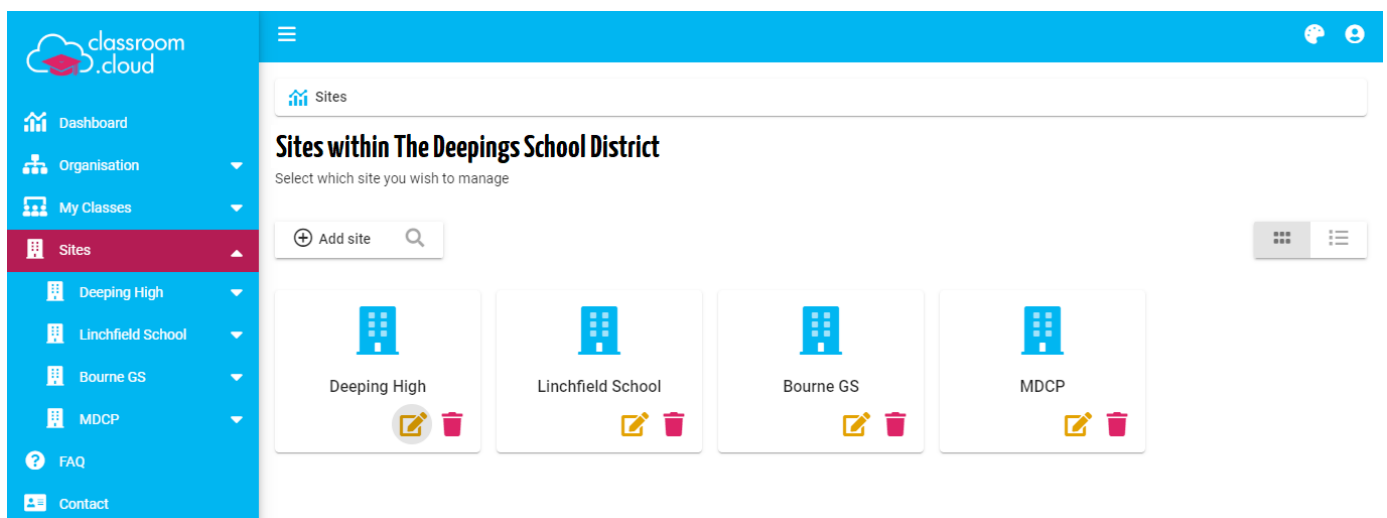 classroom
.cloud
Dashboard
Organisation
My Classes
Sites
Deeping High
Linchfield School
Bourne GS
MDCP
FAQ
Contact
Sites
Sites within The Deepings School District
Select which site you wish to manage
Add site
Deeping High
Linchfield School
Bourne GS
MDCP